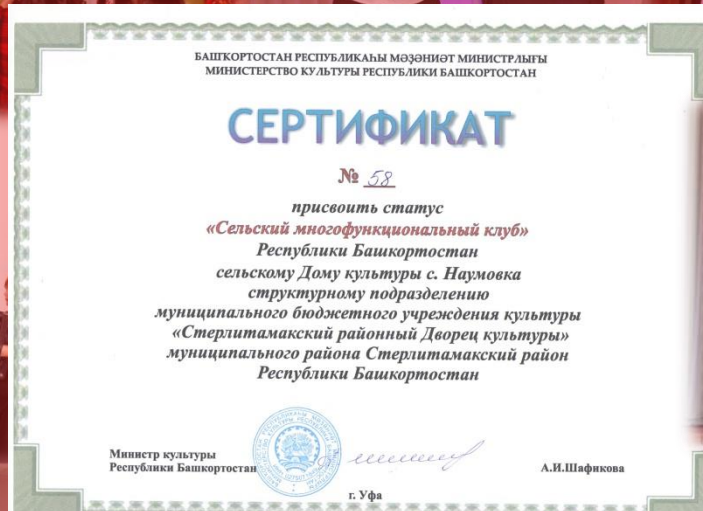 БАШҠОРТОСТАН РЕСПУБЛИКАҺЫ МӘҘӘНИӘТ МИНИСТРЛЫҒЫ
МИНИСТЕРСТВО КУЛЬТУРЫ РЕСПУБЛИКИ БАШКОРТОСТАН
СЕРТИФИКАТ
№ 58
присвоить статус
«Сельский многофункциональный клуб»
Республики Башкортостан
сельскому Дому культуры с. Наумовка
структурному подразделению
муниципального бюджетного учреждения культуры
«Стерлитамакский районный Дворец культуры»
муниципального района Стерлитамакский район
Республики Башкортостан
Министр культуры
Республики Башкортостан
А.И.Шафикова
г. Уфа